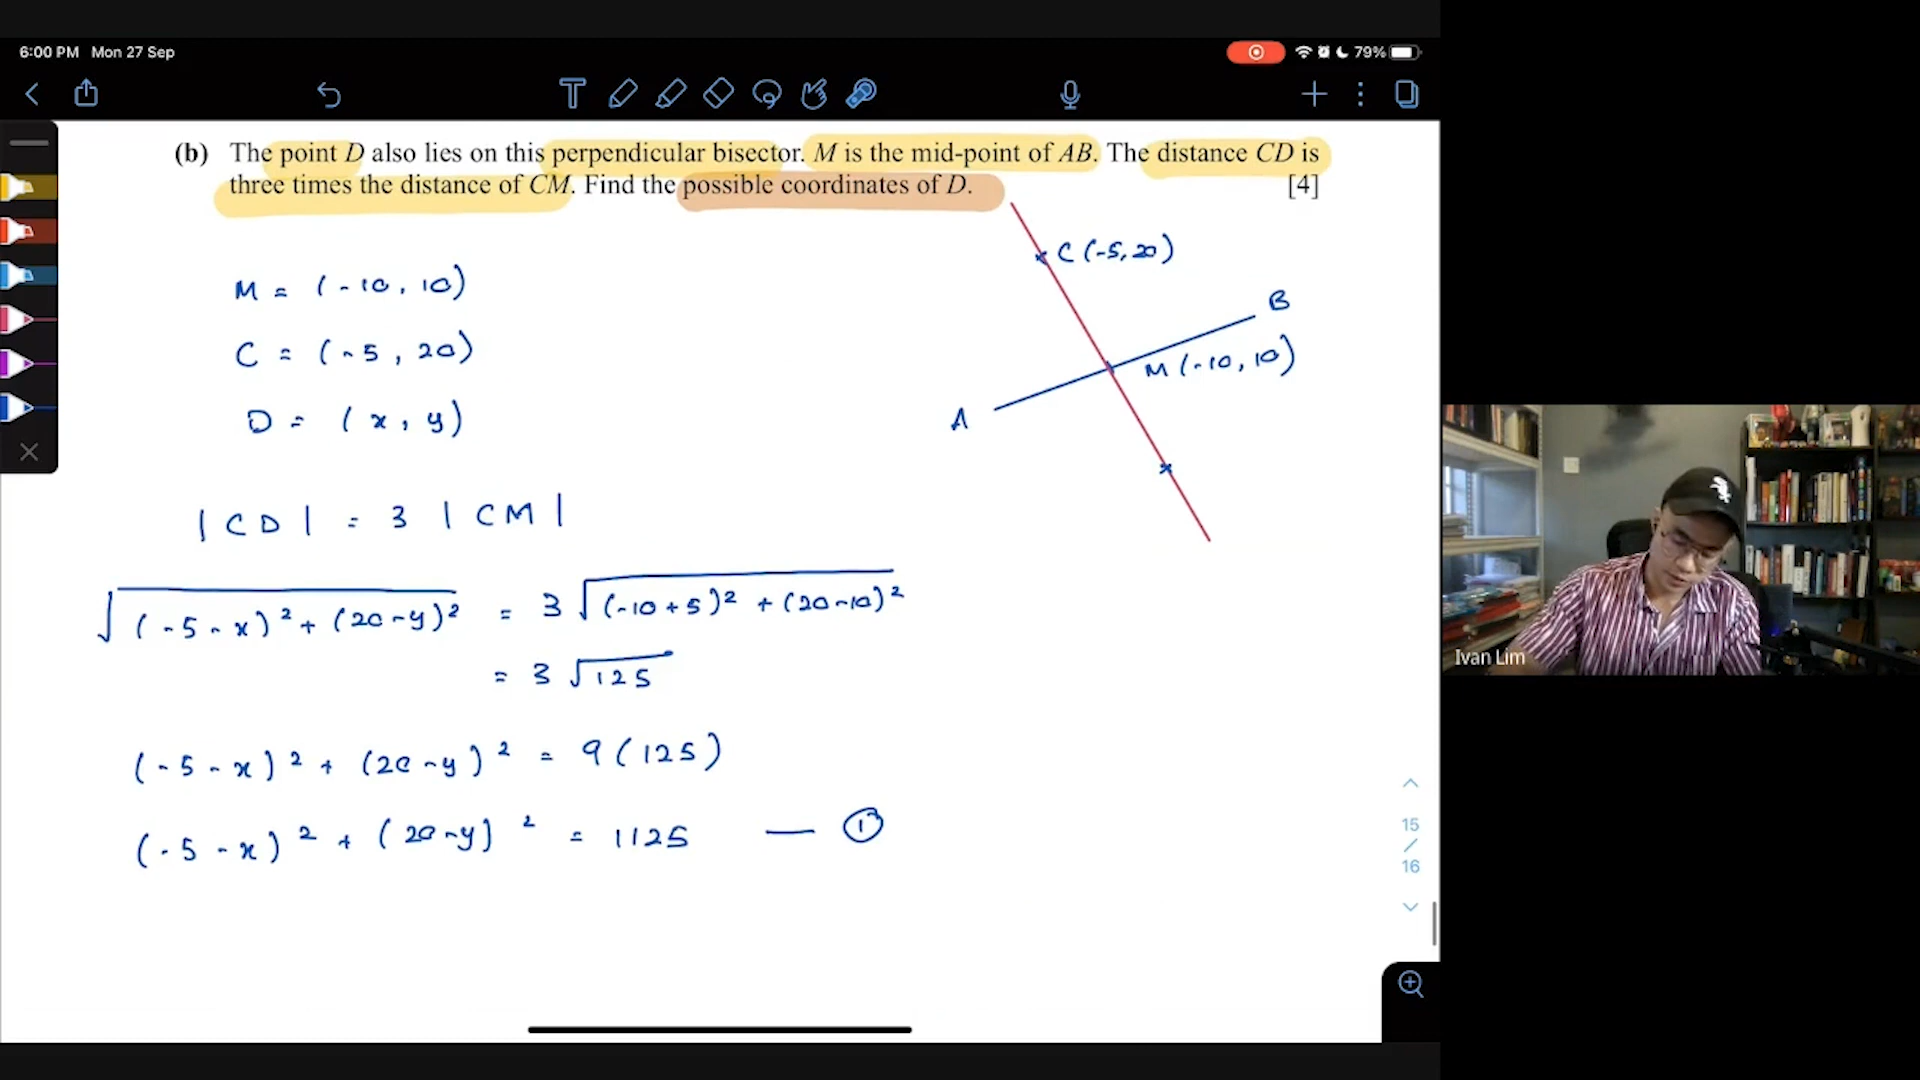 6:00 PM Mon 27 Sep
79%
T
(b) The point D also lies on this perpendicular bisector. M is the mid-point of AB. The distance CD is
three times the distance of CM. Find the possible coordinates of D. [4]
C (-5, 20)
B
M (-10, 10)
A
M = (-10, 10)
C = (-5, 20)
D = (x, y)
|CD| = 3 |CM|
√((-5-x)² + (20-y)²) = 3 √((-10+5)² + (20-10)²)
= 3 √125
(-5-x)² + (20-y)² = 9(125)
(-5-x)² + (20-y)² = 1125 — ①
15
/
16
Ivan Lim